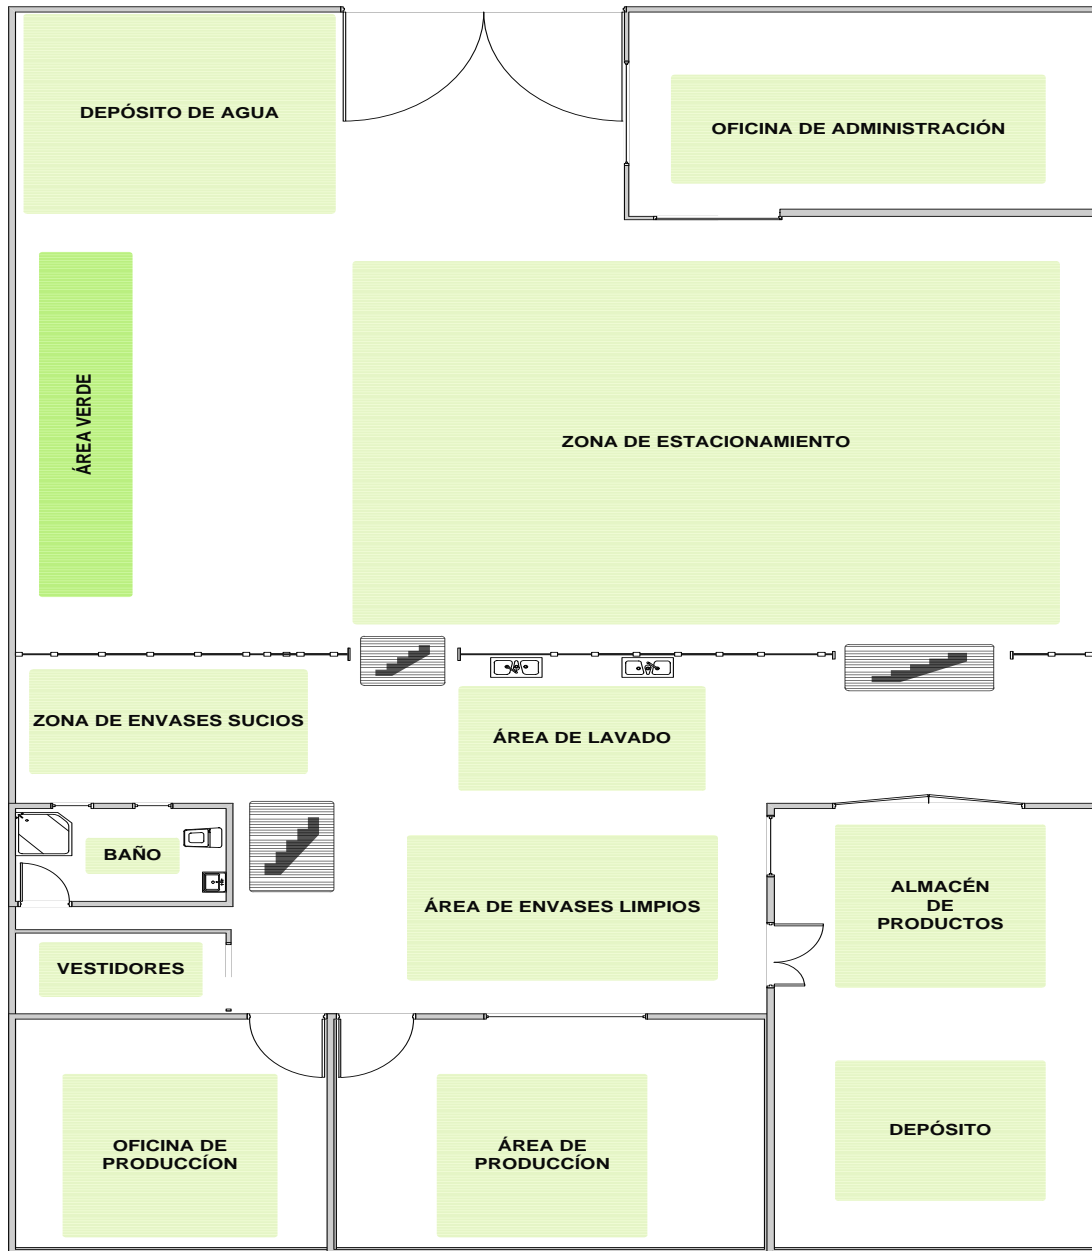 DEPÓSITO DE AGUA
OFICINA DE ADMINISTRACIÓN
ÁREA VERDE
ZONA DE ESTACIONAMIENTO
ZONA DE ENVASES SUCIOS
ÁREA DE LAVADO
BAÑO
ÁREA DE ENVASES LIMPIOS
ALMACÉN
DE
PRODUCTOS
VESTIDORES
OFICINA DE
PRODUCCÍON
ÁREA DE
PRODUCCÍON
DEPÓSITO